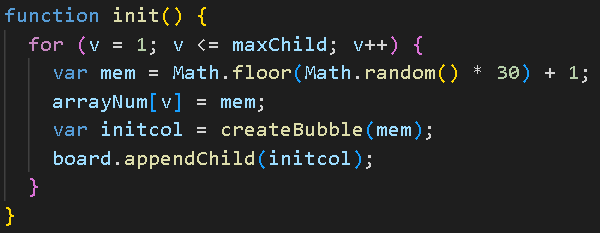 function init() {
  for (v = 1; v <= maxChild; v++) {
    var mem = Math.floor(Math.random() * 30) + 1;
    arrayNum[v] = mem;
    var initcol = createBubble(mem);
    board.appendChild(initcol);
  }
}